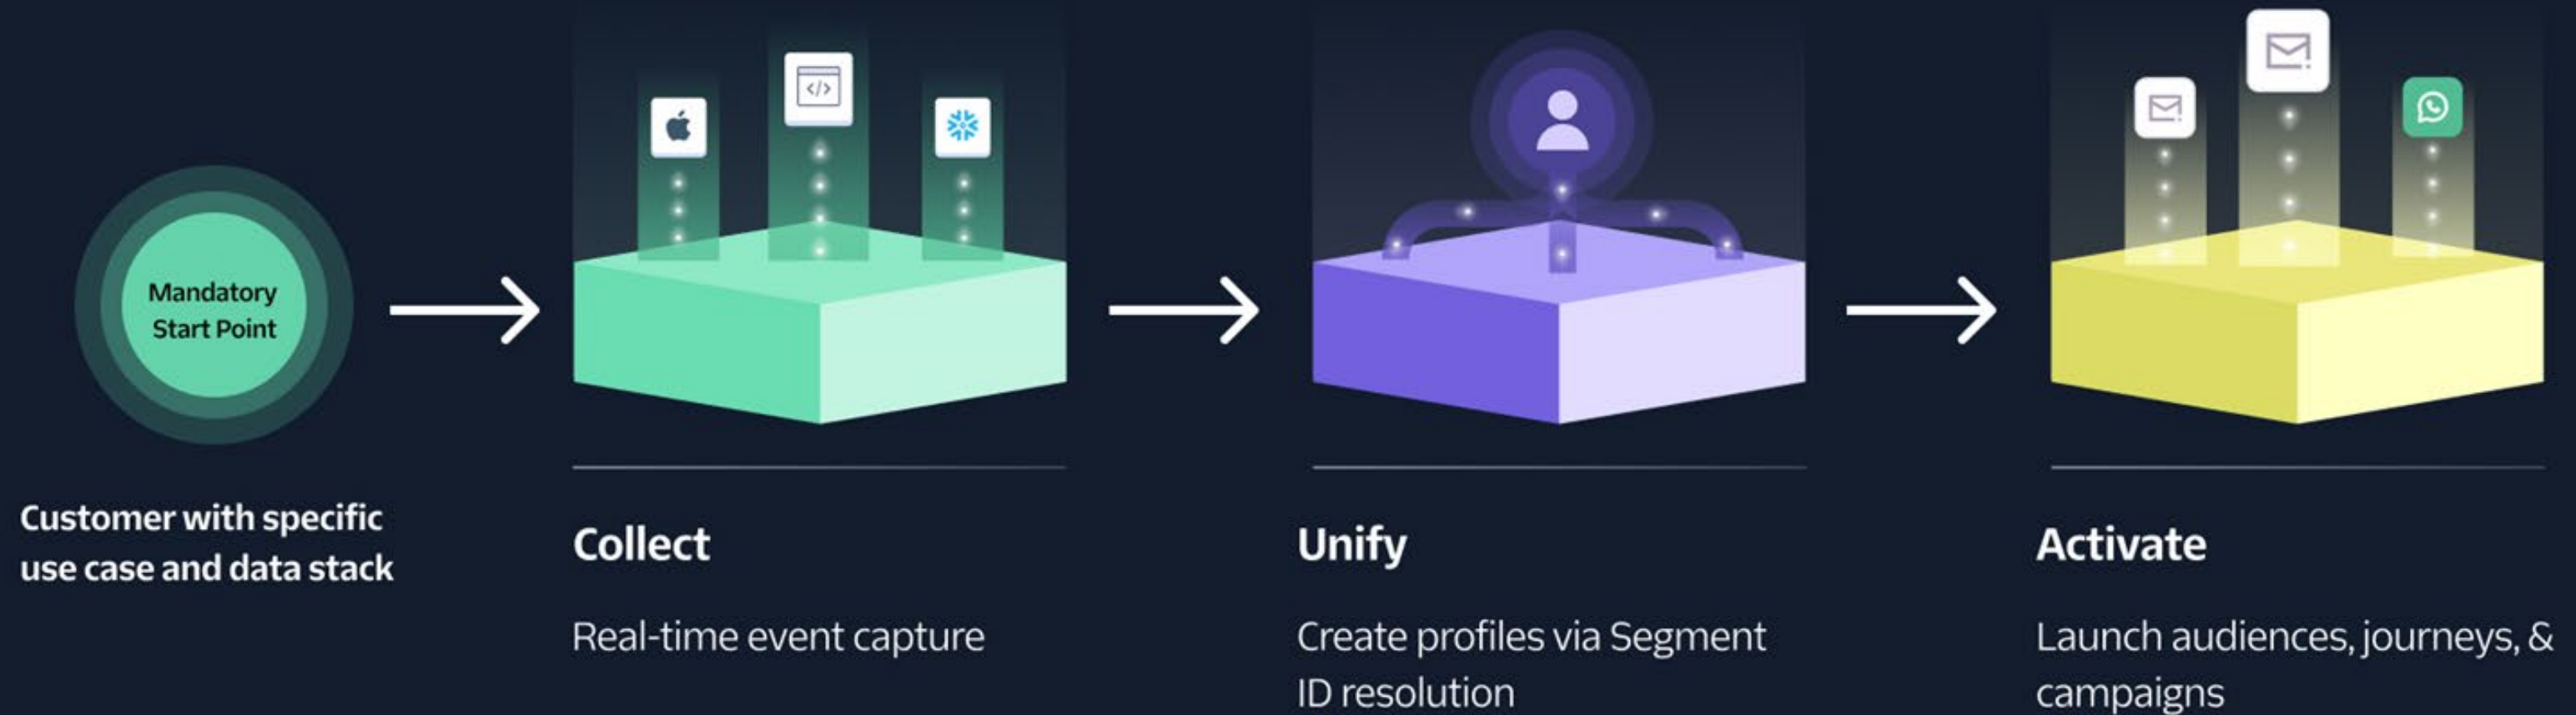 Mandatory
Start Point
Customer with specific
use case and data stack
</>
Collect
Real-time event capture
Unify
Create profiles via Segment
ID resolution
Activate
Launch audiences, journeys, &
campaigns